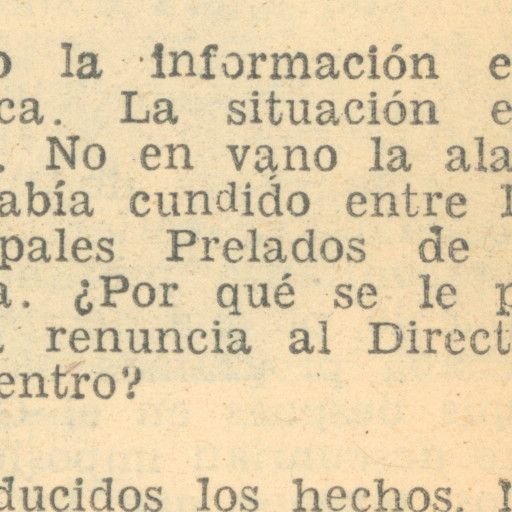 o la información e
ca. La situación e
. No en vano la ala
abía cundido entre l
pales Prelados de
a. ¿Por qué se le p
a renuncia al Direct
entro?
ducidos los hechos.